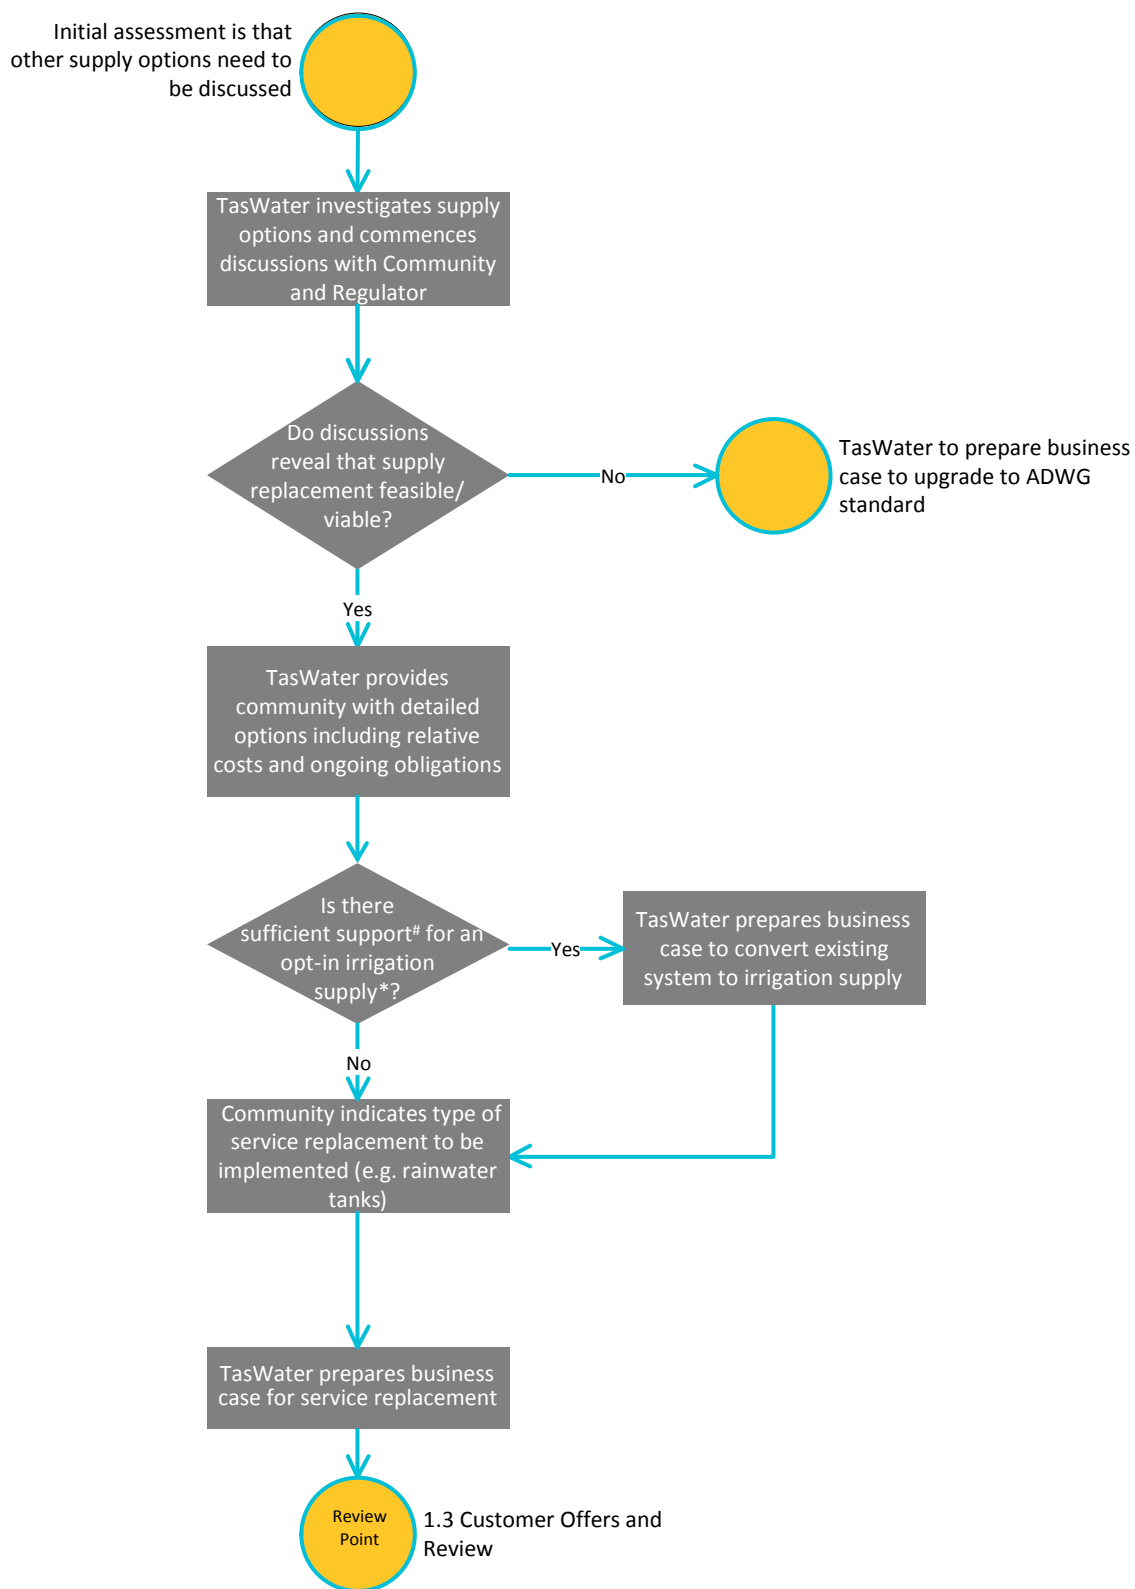 Initial assessment is that
other supply options need to
be discussed
TasWater investigates supply
options and commences
discussions with Community
and Regulator
Do discussions
reveal that supply
replacement feasible/
viable?
No
TasWater to prepare business
case to upgrade to ADWG
standard
Yes
TasWater provides
community with detailed
options including relative
costs and ongoing obligations
Is there
sufficient support# for an
opt-in irrigation
supply*?
Yes
TasWater prepares business
case to convert existing
system to irrigation supply
No
Community indicates type of
service replacement to be
implemented (e.g. rainwater
tanks)
TasWater prepares business
case for service replacement
Review
Point
1.3 Customer Offers and
Review